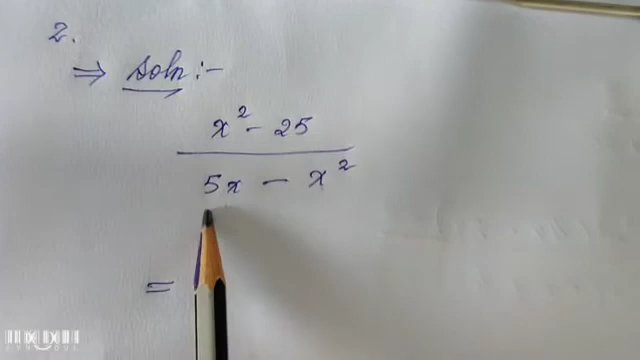 2.
⇒ Soln:-
x² - 25
5x - x²
=